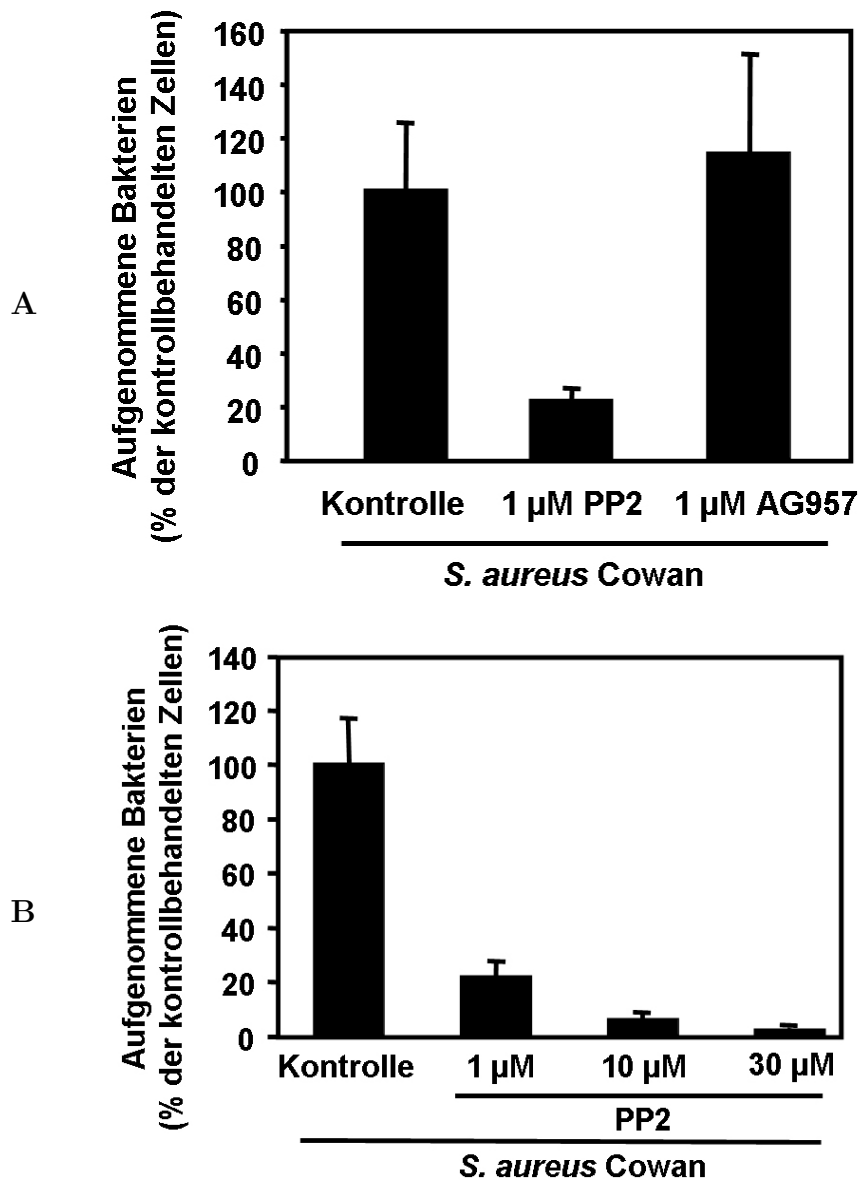 A
Aufgenommene Bakterien
(% der kontrollbehandelten Zellen)
160
140
120
100
80
60
40
20
0
Kontrolle 1 µM PP2 1 µM AG957
S. aureus Cowan
B
Aufgenommene Bakterien
(% der kontrollbehandelten Zellen)
140
120
100
80
60
40
20
0
Kontrolle 1 µM 10 µM 30 µM
PP2
S. aureus Cowan